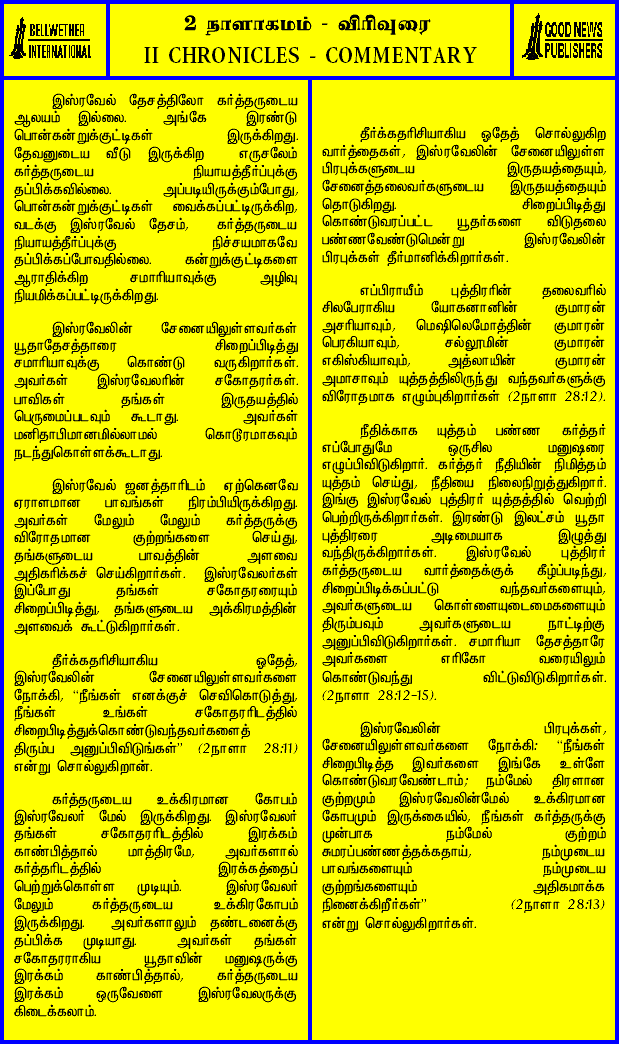 BELLWETHER
INTERNATIONAL
2 நாளாகமம் - விரிவுரை
II CHRONICLES - COMMENTARY
GOOD NEWS
PUBLISHERS
இஸ்ரவேல் தேசத்திலோ கர்த்தருடைய
ஆலயம் இல்லை. அங்கே இரண்டு
பொன்கன்றுக்குட்டிகள் இருக்கிறது.
தேவனுடைய வீடு இருக்கிற எருசலேம்
கர்த்தருடைய நியாயத்தீர்ப்புக்கு
தப்பிக்கவில்லை. அப்படியிருக்கும்போது,
பொன்கன்றுக்குட்டிகள் வைக்கப்பட்டிருக்கிற,
வடக்கு இஸ்ரவேல் தேசம், கர்த்தருடைய
நியாயத்தீர்ப்புக்கு நிச்சயமாகவே
தப்பிக்கப்போவதில்லை. கன்றுக்குட்டிகளை
ஆராதிக்கிற சமாரியாவுக்கு அழிவு
நியமிக்கப்பட்டிருக்கிறது.
இஸ்ரவேலின் சேனையிலுள்ளவர்கள்
யூதாதேசத்தாரை சிறைப்பிடித்து
சமாரியாவுக்கு கொண்டு வருகிறார்கள்.
அவர்கள் இஸ்ரவேலரின் சகோதரர்கள்.
பாவிகள் தங்கள் இருதயத்தில்
பெருமைப்படவும் கூடாது. அவர்கள்
மனிதாபிமானமில்லாமல் கொடூரமாகவும்
நடந்துகொள்ளக்கூடாது.
இஸ்ரவேல் ஜனத்தாரிடம் ஏற்கெனவே
ஏராளமான பாவங்கள் நிரம்பியிருக்கிறது.
அவர்கள் மேலும் மேலும் கர்த்தருக்கு
விரோதமான குற்றங்களை செய்து,
தங்களுடைய பாவத்தின் அளவை
அதிகரிக்கச் செய்கிறார்கள். இஸ்ரவேலர்கள்
இப்போது தங்கள் சகோதரரையும்
சிறைப்பிடித்து, தங்களுடைய அக்கிரமத்தின்
அளவைக் கூட்டுகிறார்கள்.
தீர்க்கதரிசியாகிய ஒதேத்,
இஸ்ரவேலின் சேனையிலுள்ளவர்களை
நோக்கி, “நீங்கள் எனக்குச் செவிகொடுத்து,
நீங்கள் உங்கள் சகோதரரிடத்தில்
சிறைபிடித்துக்கொண்டுவந்தவர்களைத்
திரும்ப அனுப்பிவிடுங்கள்” (2நாளா 28:11)
என்று சொல்லுகிறான்.
கர்த்தருடைய உக்கிரமான கோபம்
இஸ்ரவேலர் மேல் இருக்கிறது. இஸ்ரவேலர்
தங்கள் சகோதரரிடத்தில் இரக்கம்
காண்பித்தால் மாத்திரமே, அவர்களால்
கர்த்தரிடத்தில் இரக்கத்தைப்
பெற்றுக்கொள்ள முடியும். இஸ்ரவேலர்
மேலும் கர்த்தருடைய உக்கிரகோபம்
இருக்கிறது. அவர்களாலும் தண்டனைக்கு
தப்பிக்க முடியாது. அவர்கள் தங்கள்
சகோதரராகிய யூதாவின் மனுஷருக்கு
இரக்கம் காண்பித்தால், கர்த்தருடைய
இரக்கம் ஒருவேளை இஸ்ரவேலருக்கு
கிடைக்கலாம்.
தீர்க்கதரிசியாகிய ஒதேத் சொல்லுகிற
வார்த்தைகள், இஸ்ரவேலின் சேனையிலுள்ள
பிரபுக்களுடைய இருதயத்தையும்,
சேனைத்தலைவர்களுடைய இருதயத்தையும்
தொடுகிறது. சிறைப்பிடித்து
கொண்டுவரப்பட்ட யூதர்களை விடுதலை
பண்ணவேண்டுமென்று இஸ்ரவேலின்
பிரபுக்கள் தீர்மானிக்கிறார்கள்.
எப்பிராயீம் புத்திரரின் தலைவரில்
சிலபேராகிய யோகனானின் குமாரன்
அசரியாவும், மெஷிலெமோத்தின் குமாரன்
பெரகியாவும், சல்லூமின் குமாரன்
எகிஸ்கியாவும், அத்லாயின் குமாரன்
அமாசாவும் யுத்தத்திலிருந்து வந்தவர்களுக்கு
விரோதமாக எழும்புகிறார்கள் (2நாளா 28:12).
நீதிக்காக யுத்தம் பண்ண கர்த்தர்
எப்போதுமே ஒருசில மனுஷரை
எழுப்பிவிடுகிறார். கர்த்தர் நீதியின் நிமித்தம்
யுத்தம் செய்து, நீதியை நிலைநிறுத்துகிறார்.
இங்கு இஸ்ரவேல் புத்திரர் யுத்தத்தில் வெற்றி
பெற்றிருக்கிறார்கள். இரண்டு இலட்சம் யூதா
புத்திரரை அடிமையாக இழுத்து
வந்திருக்கிறார்கள். இஸ்ரவேல் புத்திரர்
கர்த்தருடைய வார்த்தைக்குக் கீழ்ப்படிந்து,
சிறைப்பிடிக்கப்பட்டு வந்தவர்களையும்,
அவர்களுடைய கொள்ளையுடைமைகளையும்
திரும்பவும் அவர்களுடைய நாட்டிற்கு
அனுப்பிவிடுகிறார்கள். சமாரியா தேசத்தாரே
அவர்களை எரிகோ வரையிலும்
கொண்டுவந்து விட்டுவிடுகிறார்கள்.
(2நாளா 28:12-15).
இஸ்ரவேலின் பிரபுக்கள்,
சேனையிலுள்ளவர்களை நோக்கி: “நீங்கள்
சிறைபிடித்த இவர்களை இங்கே உள்ளே
கொண்டுவரவேண்டாம்; நம்மேல் திரளான
குற்றமும் இஸ்ரவேலின்மேல் உக்கிரமான
கோபமும் இருக்கையில், நீங்கள் கர்த்தருக்கு
முன்பாக நம்மேல் குற்றம்
சுமரப்பண்ணத்தக்கதாய், நம்முடைய
பாவங்களையும் நம்முடைய
குற்றங்களையும் அதிகமாக்க
நினைக்கிறீர்கள்” (2நாளா 28:13)
என்று சொல்லுகிறார்கள்.